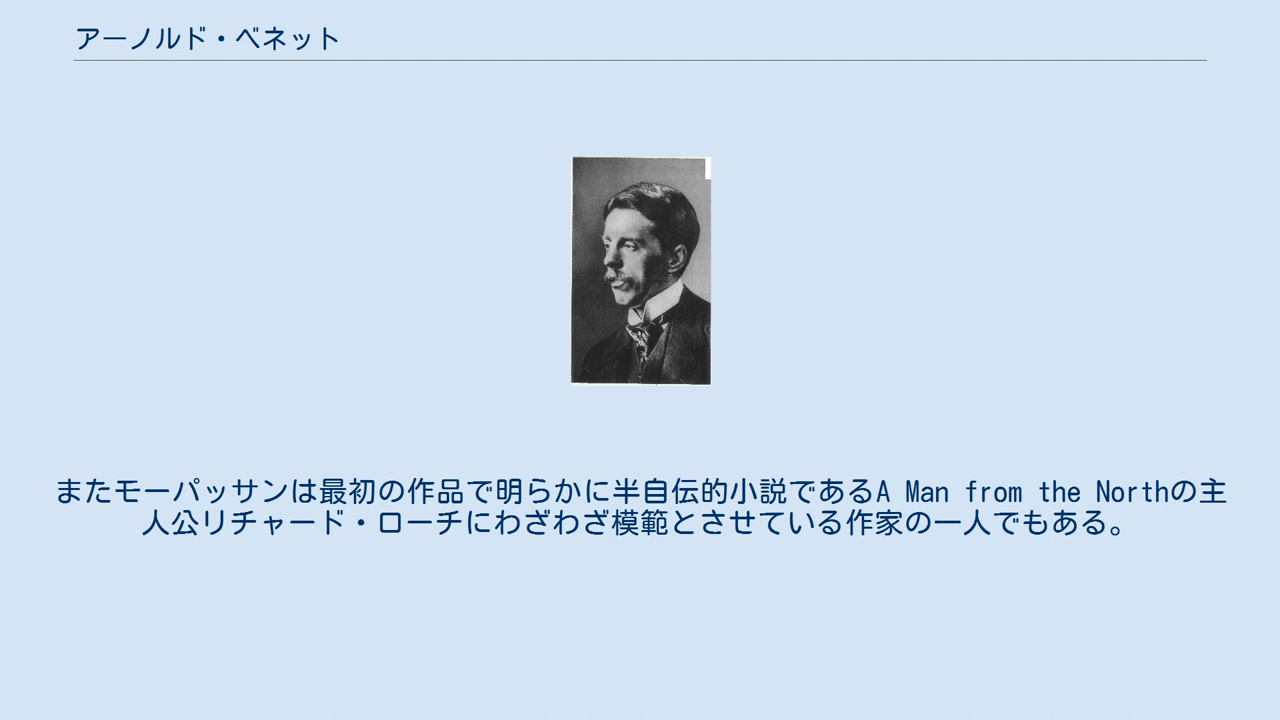 アーノルド・ベネット
またモーパッサンは最初の作品で明らかに半自伝的小説であるA Man from the Northの主
人公リチャード・ローチにわざわざ模範とさせている作家の一人でもある。